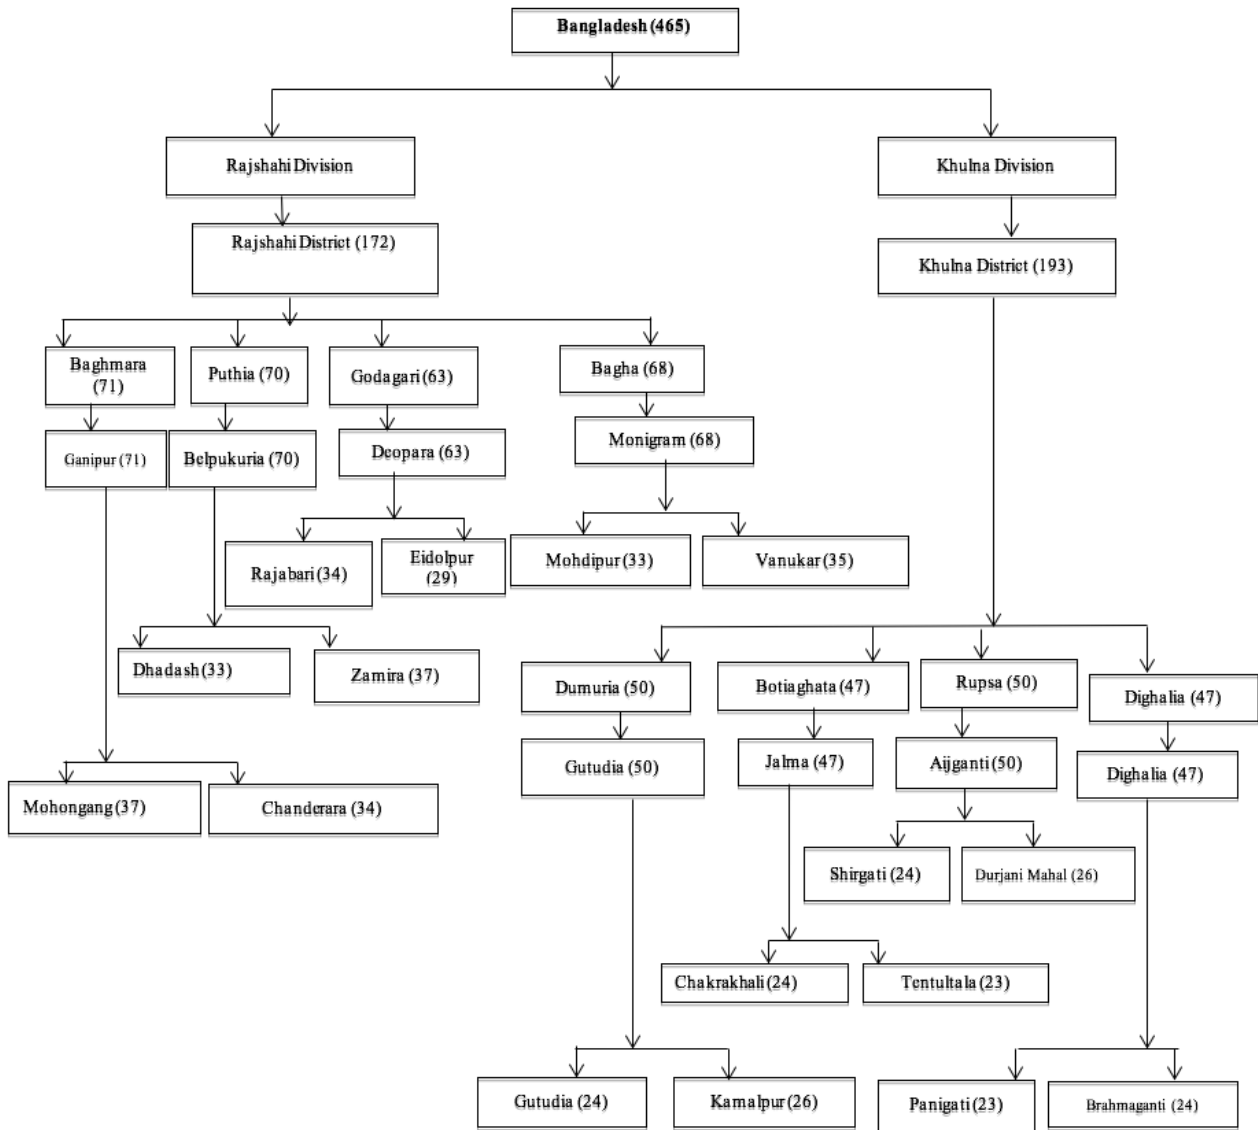 Bangladesh (465)
Rajshahi Division
Khulna Division
Rajshahi District (172)
Khulna District (193)
Baghmara
(71)
Puthia (70)
Godagari (63)
Bagha (68)
Ganipur (71)
Belpukuria (70)
Deopara (63)
Monigram (68)
Rajabari (34)
Eidolpur
(29)
Mohdipur (33)
Vanukar (35)
Dhadash (33)
Zamira (37)
Dumuria (50)
Botiaghata (47)
Rupsa (50)
Dighalia (47)
Gutudia (50)
Jalma (47)
Aijganti (50)
Dighalia (47)
Mohongang (37)
Chanderara (34)
Shirgati (24)
Durjani Mahal (26)
Chakrakhali (24)
Tentultala (23)
Gutudia (24)
Kamalpur (26)
Panigati (23)
Brahmaganti (24)